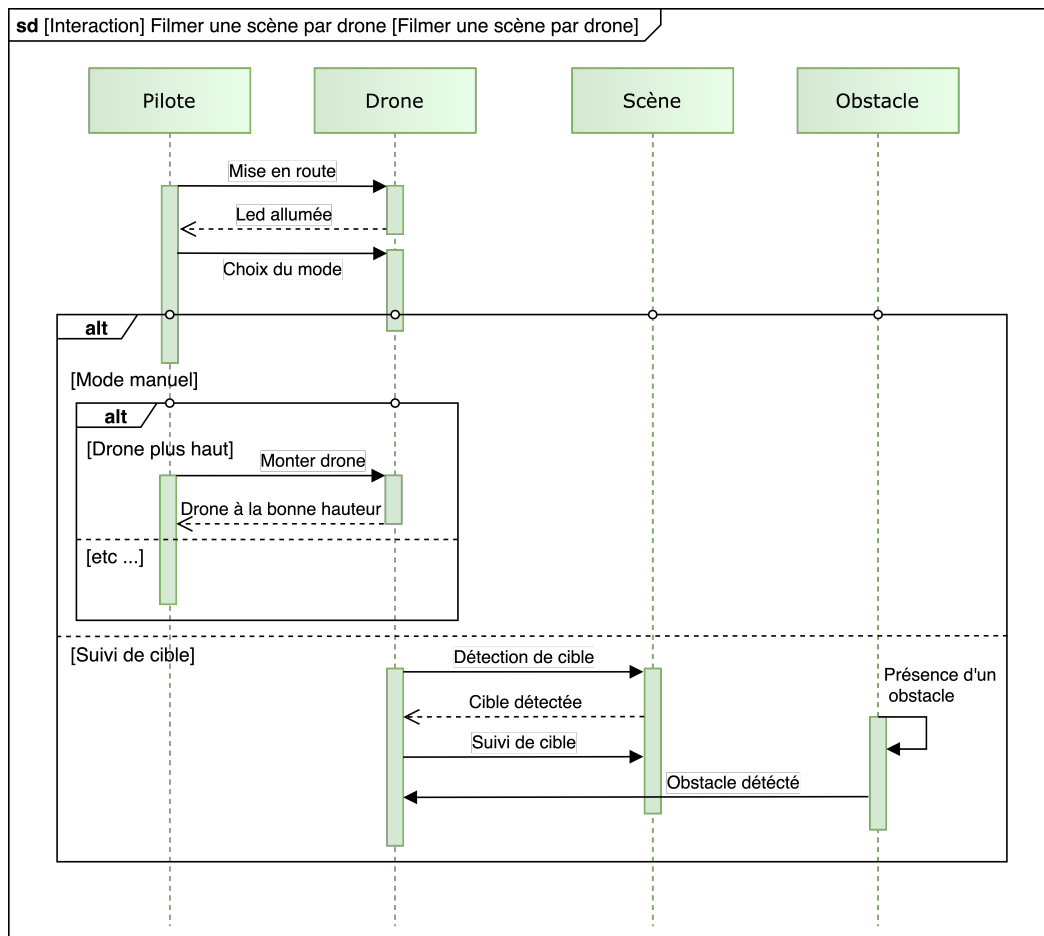 sd [Interaction] Filmer une scène par drone [Filmer une scène par drone]
Pilote
Drone
Scène
Obstacle
Mise en route
Led allumée
Choix du mode
alt
[Mode manuel]
alt
[Drone plus haut]
Monter drone
Drone à la bonne hauteur
[etc ...]
[Suivi de cible]
Détection de cible
Présence d'un
obstacle
Cible détectée
Suivi de cible
Obstacle détécté